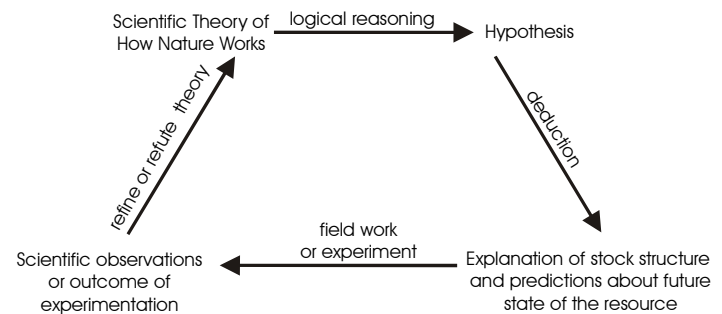 Scientific Theory of
How Nature Works
logical reasoning
Hypothesis
deduction
Explanation of stock structure
and predictions about future
state of the resource
field work
or experiment
Scientific observations
or outcome of
experimentation
refine or refute theory